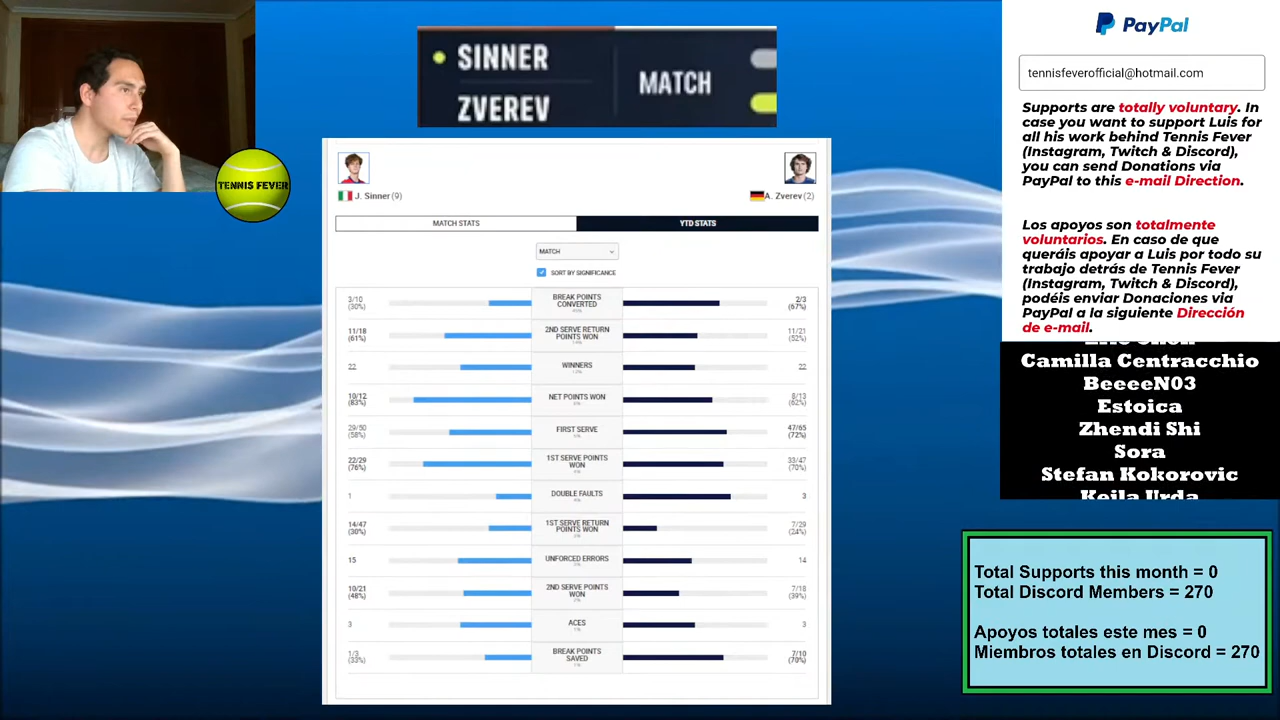 SINNER
ZVEREV
MATCH
TENNIS FEVER
J. Sinner (9)
A. Zverev (2)
MATCH STATS
YTD STATS
MATCH
SORT BY SIGNIFICANCE
3/10
(30%)
BREAK POINTS
CONVERTED
2/3
(67%)
11/18
(61%)
2ND SERVE RETURN
POINTS WON
11/21
(52%)
22
WINNERS
22
10/12
(83%)
NET POINTS WON
8/13
(62%)
29/50
(58%)
FIRST SERVE
47/65
(72%)
22/29
(76%)
1ST SERVE POINTS
WON
33/47
(70%)
1
DOUBLE FAULTS
3
14/47
(30%)
1ST SERVE RETURN
POINTS WON
7/29
(24%)
15
UNFORCED ERRORS
14
10/21
(48%)
2ND SERVE POINTS
WON
7/18
(39%)
3
ACES
3
1/3
(33%)
BREAK POINTS
SAVED
7/10
(70%)
PayPal
tennisfeverofficial@hotmail.com
Supports are totally voluntary. In
case you want to support Luis for
all his work behind Tennis Fever
(Instagram, Twitch & Discord),
you can send Donations via
PayPal to this e-mail Direction.
Los apoyos son totalmente
voluntarios. En caso de que
queráis apoyar a Luis por todo su
trabajo detrás de Tennis Fever
(Instagram, Twitch & Discord),
podéis enviar Donaciones via
PayPal a la siguiente Dirección
de e-mail.
Camilla Centracchio
BeeeeN03
Estoica
Zhendi Shi
Sora
Stefan Kokorovic
Keila Urda
Total Supports this month = 0
Total Discord Members = 270
Apoyos totales este mes = 0
Miembros totales en Discord = 270